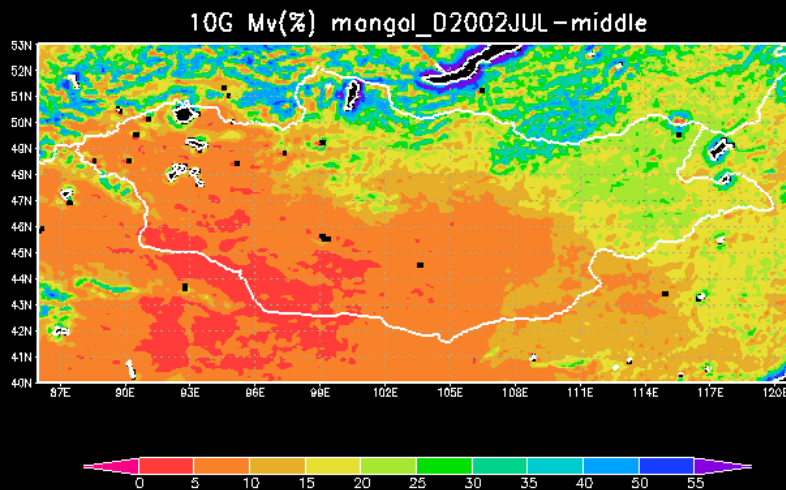 10G Mv(%) mongol_D2002JUL-middle
53N
52N
51N
50N
49N
48N
47N
46N
45N
44N
43N
42N
41N
40N
87E 90E 93E 96E 99E 102E 105E 108E 111E 114E 117E 120E
0 5 10 15 20 25 30 35 40 50 55